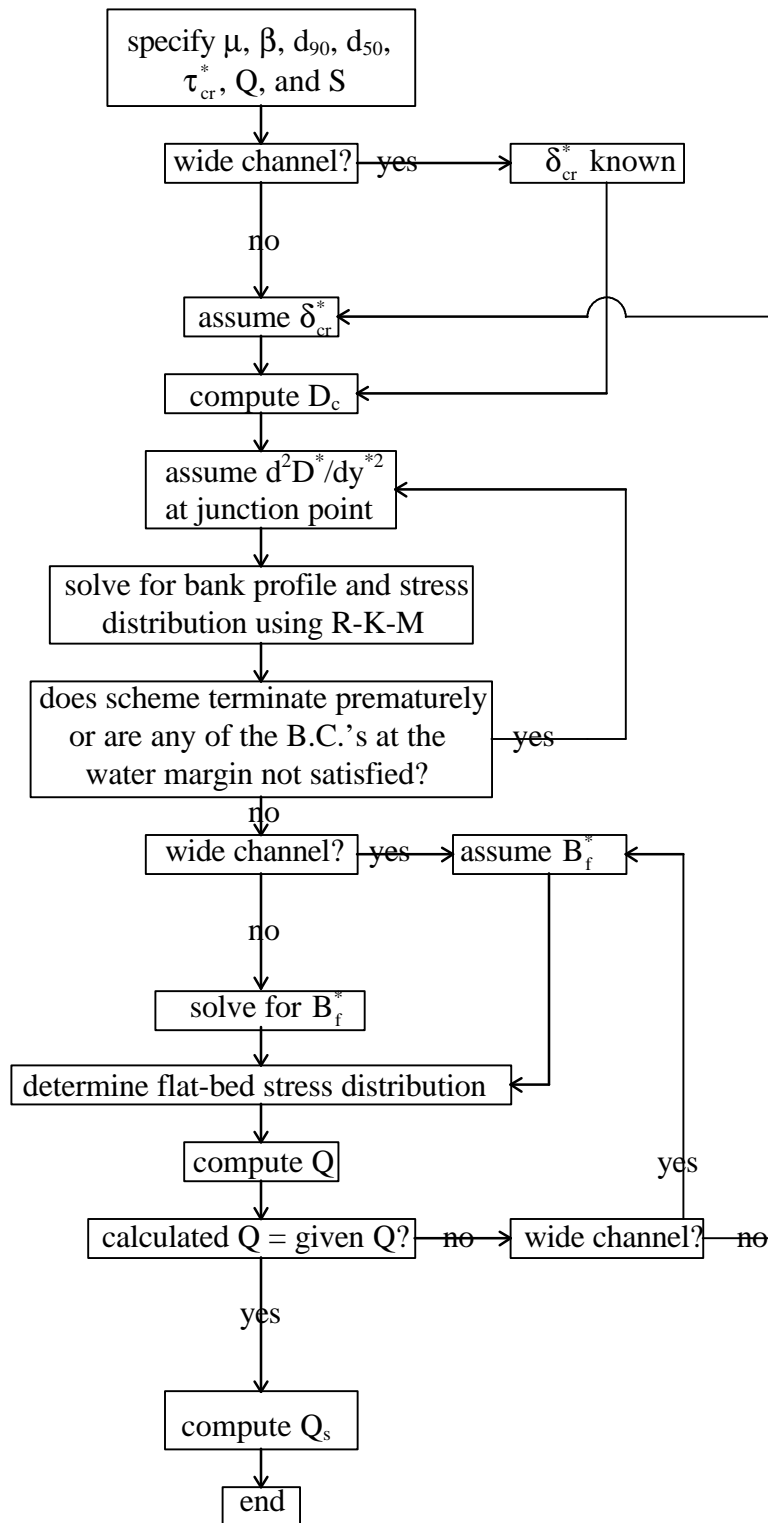 specify μ, β, d₉₀, d₅₀,
τ*cr, Q, and S
wide channel?
yes
δ*cr known
no
assume δ*cr
compute Dc
assume d²D*/dy*²
at junction point
solve for bank profile and stress
distribution using R-K-M
does scheme terminate prematurely
or are any of the B.C.'s at the
water margin not satisfied?
yes
no
wide channel?
yes
assume B*f
no
solve for B*f
determine flat-bed stress distribution
compute Q
yes
calculated Q = given Q?
no
wide channel?
no
yes
compute Qs
end